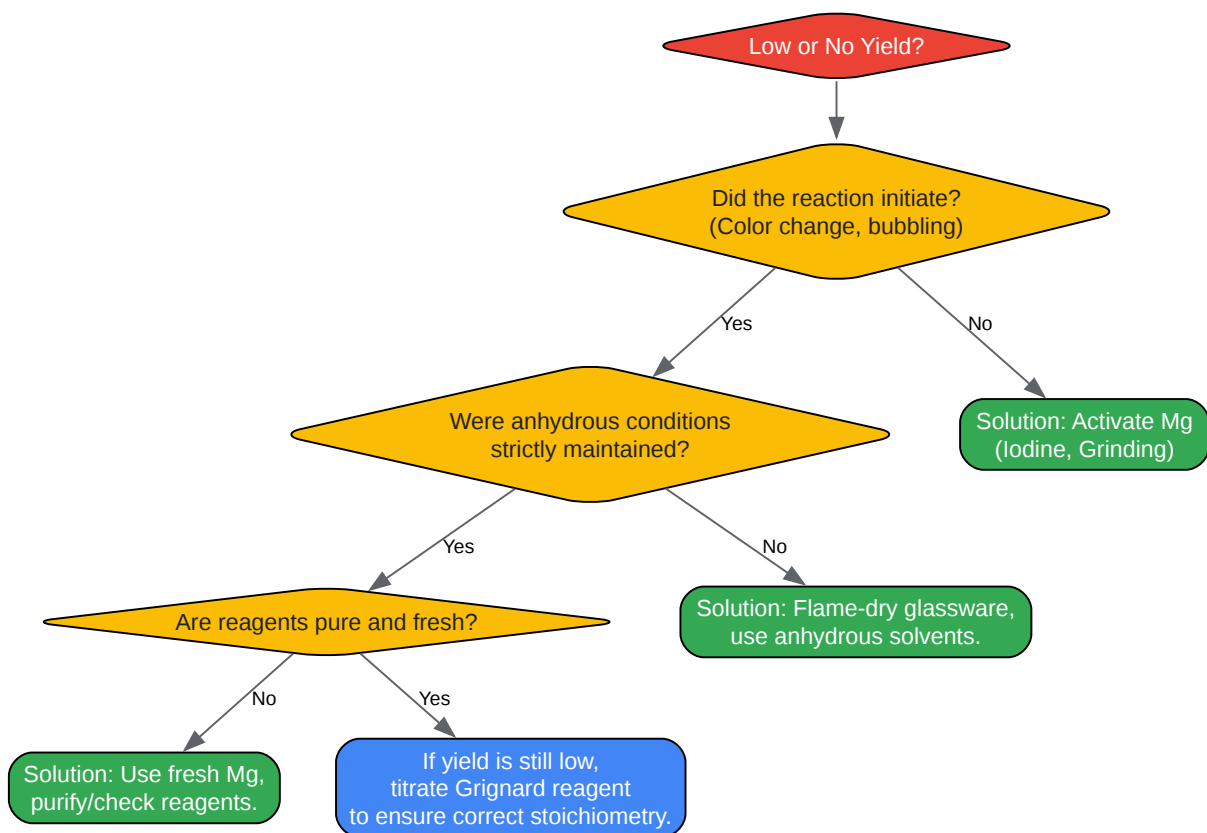 Low or No Yield?
Did the reaction initiate?
(Color change, bubbling)
Yes
No
Were anhydrous conditions
strictly maintained?
Solution: Activate Mg
(Iodine, Grinding)
Yes
No
Are reagents pure and fresh?
Solution: Flame-dry glassware,
use anhydrous solvents.
No
Yes
Solution: Use fresh Mg,
purify/check reagents.
If yield is still low,
titrate Grignard reagent
to ensure correct stoichiometry.